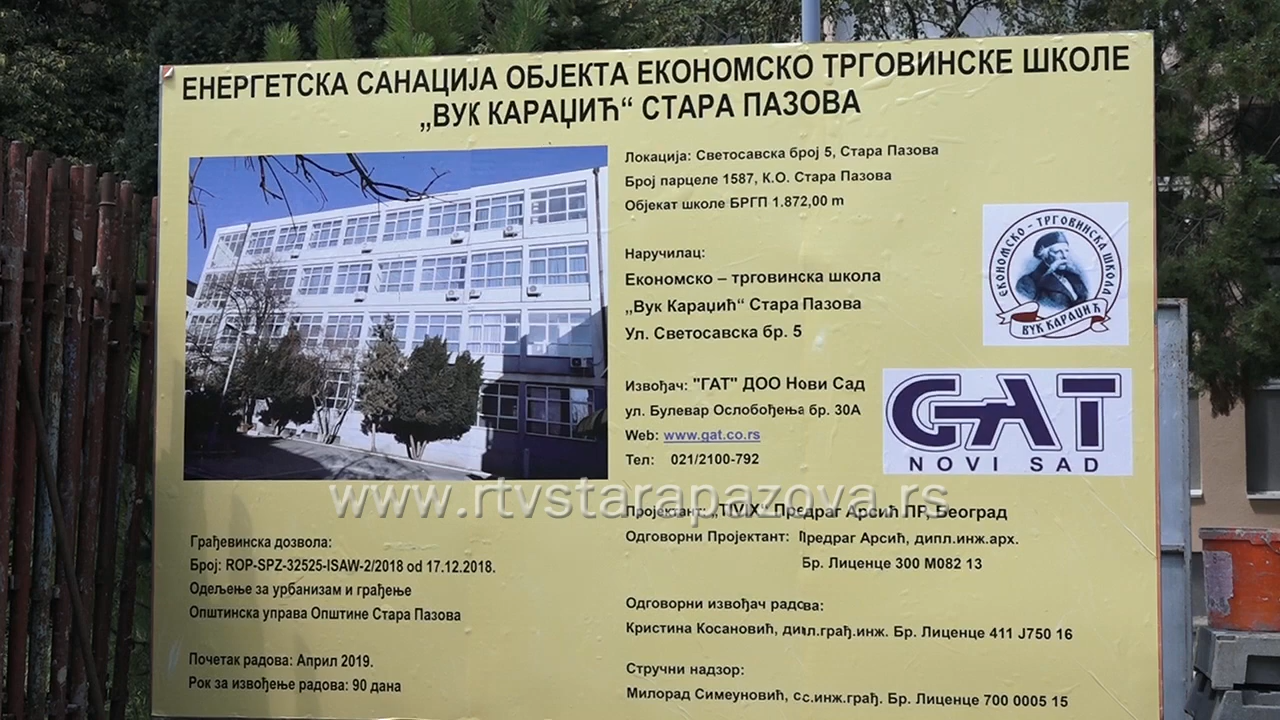 ЕНЕРГЕТСКА САНАЦИЈА ОБЈЕКТА ЕКОНОМСКО ТРГОВИНСКЕ ШКОЛЕ
„ВУК КАРАЏИЋ“ СТАРА ПАЗОВА
Локација: Светосавска број 5, Стара Пазова
Број парцеле 1587, К.О. Стара Пазова
Објекат школе БРГП 1.872,00 m
Наручилац:
Економско – трговинска школа
„Вук Караџић“ Стара Пазова
Ул. Светосавска бр. 5
ЕКОНОМСКО - ТРГОВИНСКА ШКОЛА
ВУК КАРАЏИЋ
Извођач: "ГАТ" ДОО Нови Сад
ул. Булевар Ослобођења бр. 30А
Web: www.gat.co.rs
Тел: 021/2100-792
GAT
NOVI SAD
www.rtvstarapazova.rs
Пројектант: „TIVIX“ Предраг Арсић ПР, Београд
Одговорни Пројектант: Предраг Арсић, дипл.инж.арх.
Бр. Лиценце 300 М082 13
Одговорни извођач радова:
Кристина Косановић, дипл.грађ.инж. Бр. Лиценце 411 Ј750 16
Стручни надзор:
Милорад Симеуновић, сс.инж.грађ. Бр. Лиценце 700 0005 15
Грађевинска дозвола:
Број: ROP-SPZ-32525-ISAW-2/2018 od 17.12.2018.
Одељење за урбанизам и грађење
Општинска управа Општине Стара Пазова
Почетак радова: Април 2019.
Рок за извођење радова: 90 дана